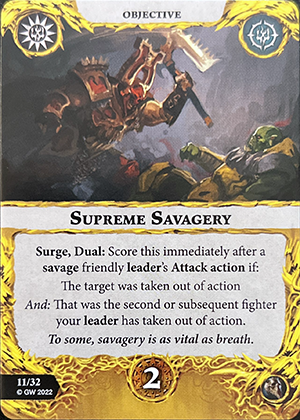 OBJECTIVE
SUPREME SAVAGERY
Surge, Dual: Score this immediately after a
savage friendly leader's Attack action if:
The target was taken out of action
And: That was the second or subsequent fighter
your leader has taken out of action.
To some, savagery is as vital as breath.
11/32
© GW 2022
2